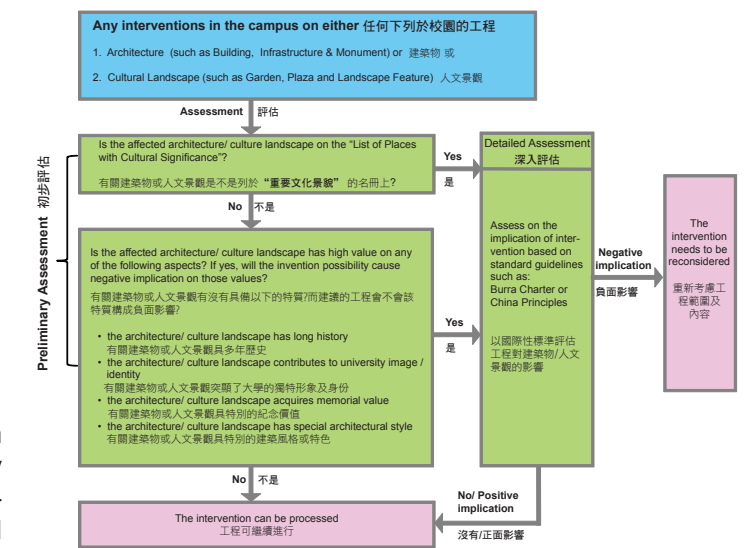 Any interventions in the campus on either 任何下列於校園的工程
1. Architecture (such as Building, Infrastructure & Monument) or 建築物 或
2. Cultural Landscape (such as Garden, Plaza and Landscape Feature) 人文景觀
Assessment 評估
Preliminary Assessment 初步評估
Is the affected architecture/ culture landscape on the “List of Places
with Cultural Significance”?
有關建築物或人文景觀是不是列於 “重要文化景貌” 的名冊上?
Yes
是
No 不是
Is the affected architecture/ culture landscape has high value on any
of the following aspects? If yes, will the invention possibility cause
negative implication on those values?
有關建築物或人文景觀有沒有具備以下的特質?而建議的工程會不會該
特質構成負面影響?
• the architecture/ culture landscape has long history
有關建築物或人文景觀具多年歷史
• the architecture/ culture landscape contributes to university image /
identity
有關建築物或人文景觀突顯了大學的獨特形象及身份
• the architecture/ culture landscape acquires memorial value
有關建築物或人文景觀具特別的紀念價值
• the architecture/ culture landscape has special architectural style
有關建築物或人文景觀具特別的建築風格或特色
Yes
是
No 不是
The intervention can be processed
工程可繼續進行
Detailed Assessment
深入評估
Assess on the
implication of inter-
vention based on
standard guidelines
such as:
Burra Charter or
China Principles
以國際性標準評估
工程對建築物/人文
景觀的影響
Negative
implication
負面影響
The
intervention
needs to be
reconsidered
重新考慮工
程範圍及
內容
No/ Positive
implication
沒有/正面影響